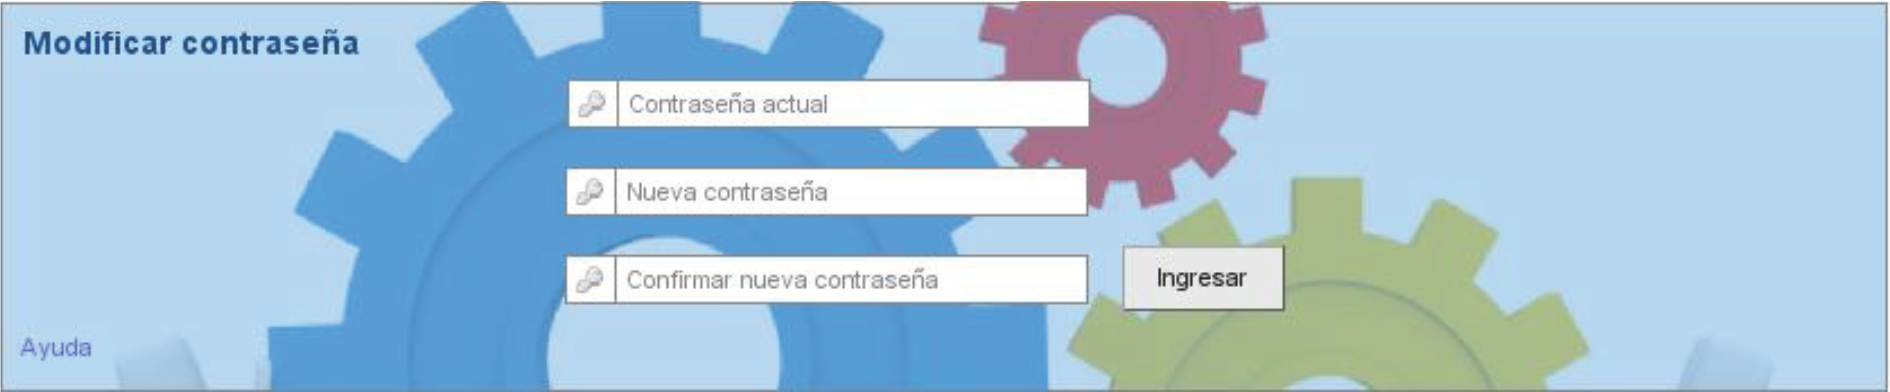 Modificar contraseña
Contraseña actual
Nueva contraseña
Confirmar nueva contraseña
Ingresar
Ayuda